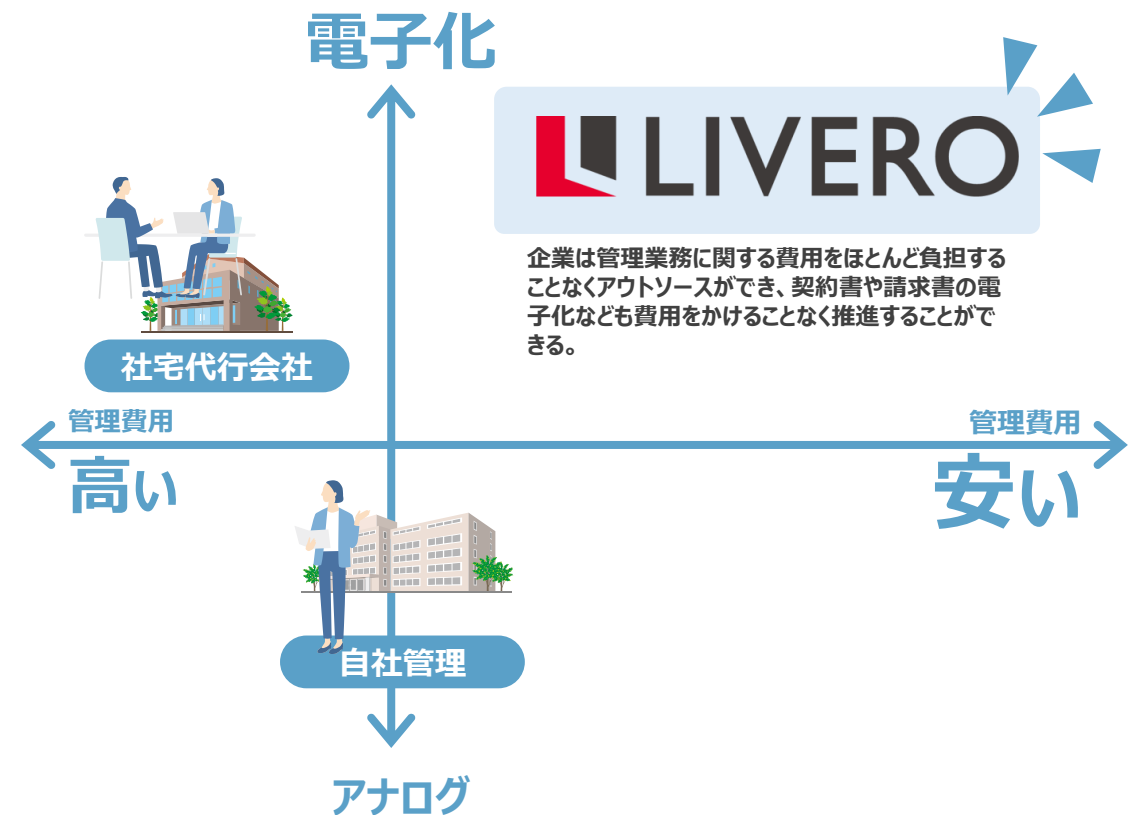 電子化
LIVERO
企業は管理業務に関する費用をほとんど負担する
ことなくアウトソースができ、契約書や請求書の電
子化なども費用をかけることなく推進することがで
きる。
社宅代行会社
管理費用
高い
管理費用
安い
自社管理
アナログ